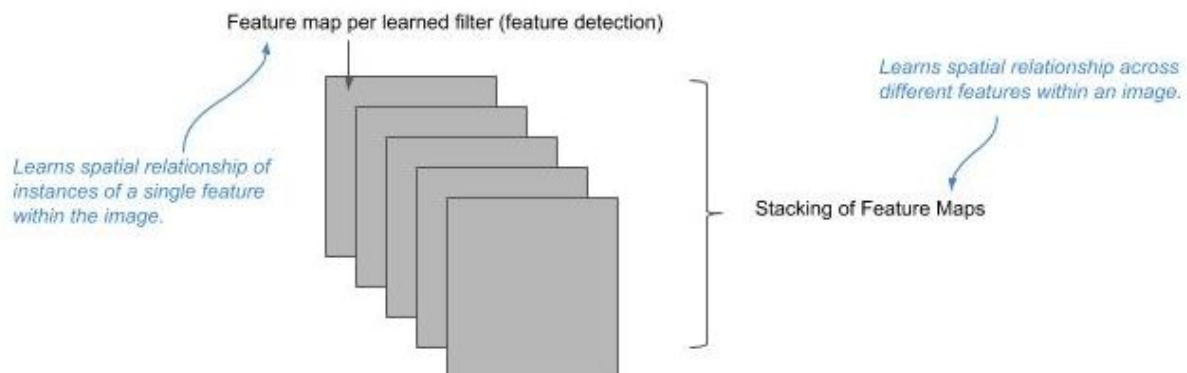 Feature map per learned filter (feature detection)
Learns spatial relationship across
different features within an image.
Learns spatial relationship of
instances of a single feature
within the image.
Stacking of Feature Maps